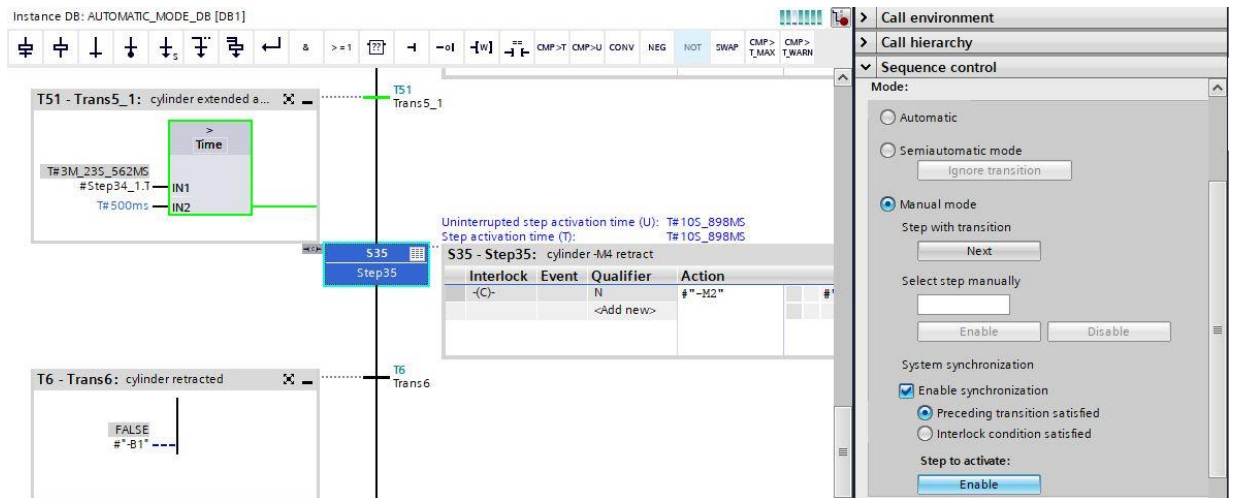 Instance DB: AUTOMATIC_MODE_DB [DB1]
& >=1 ?? CMP>T CMP>U CONV NEG NOT SWAP CMP> T_MAX CMP> T_WARN
T51 - Trans5_1: cylinder extended a...
T51
Trans5_1
>
Time
T#3M_23S_562MS
#Step34_1.T IN1
T#500ms IN2
Uninterrupted step activation time (U): T#10S_898MS
Step activation time (T): T#10S_898MS
S35
Step35
S35 - Step35: cylinder -M4 retract
Interlock Event Qualifier Action
-(C)- N #"-M2" #"
<Add new>
T6 - Trans6: cylinder retracted
T6
Trans6
FALSE
#"-B1"
Call environment
Call hierarchy
Sequence control
Mode:
Automatic
Semiautomatic mode
Ignore transition
Manual mode
Step with transition
Next
Select step manually
Enable Disable
System synchronization
Enable synchronization
Preceding transition satisfied
Interlock condition satisfied
Step to activate:
Enable